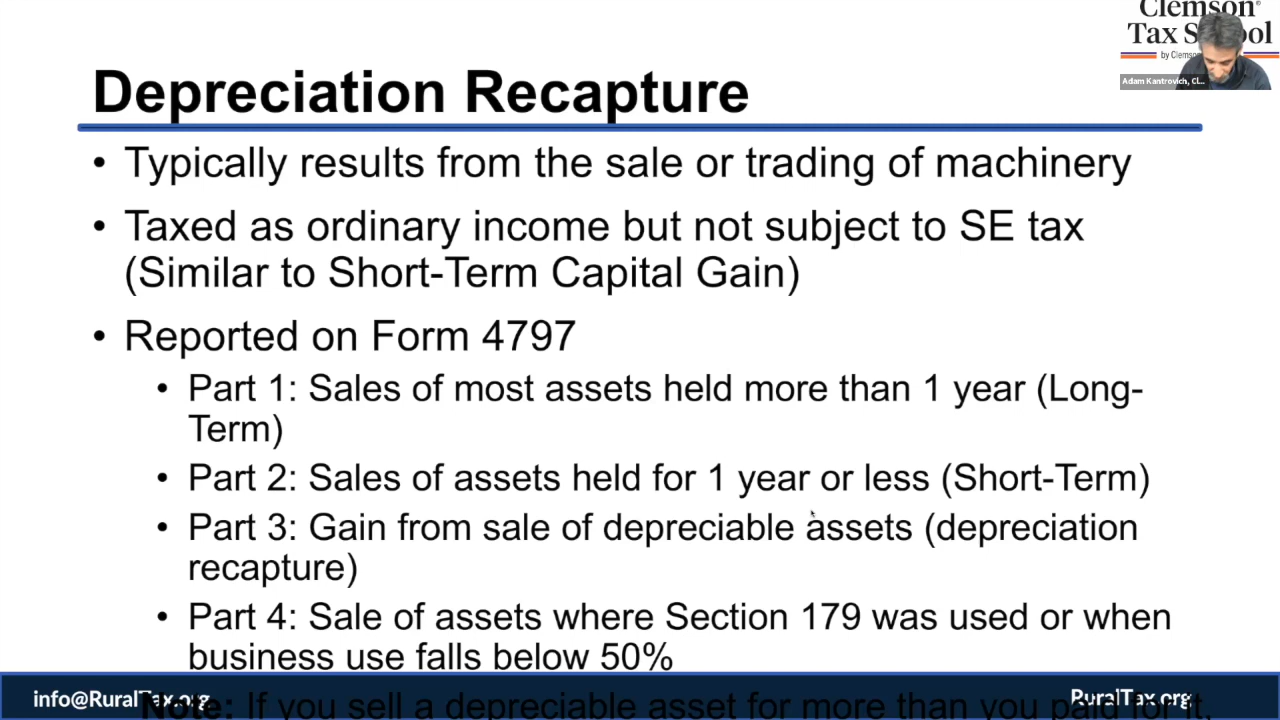 Clemson
Tax School
by Clems
Adam Kantrovich, Cl...
Depreciation Recapture
• Typically results from the sale or trading of machinery
• Taxed as ordinary income but not subject to SE tax
(Similar to Short-Term Capital Gain)
• Reported on Form 4797
• Part 1: Sales of most assets held more than 1 year (Long-
Term)
• Part 2: Sales of assets held for 1 year or less (Short-Term)
• Part 3: Gain from sale of depreciable assets (depreciation
recapture)
• Part 4: Sale of assets where Section 179 was used or when
business use falls below 50%
Note: If you sell a depreciable asset for more than you paid for it,
info@RuralTax.org
RuralTax.org